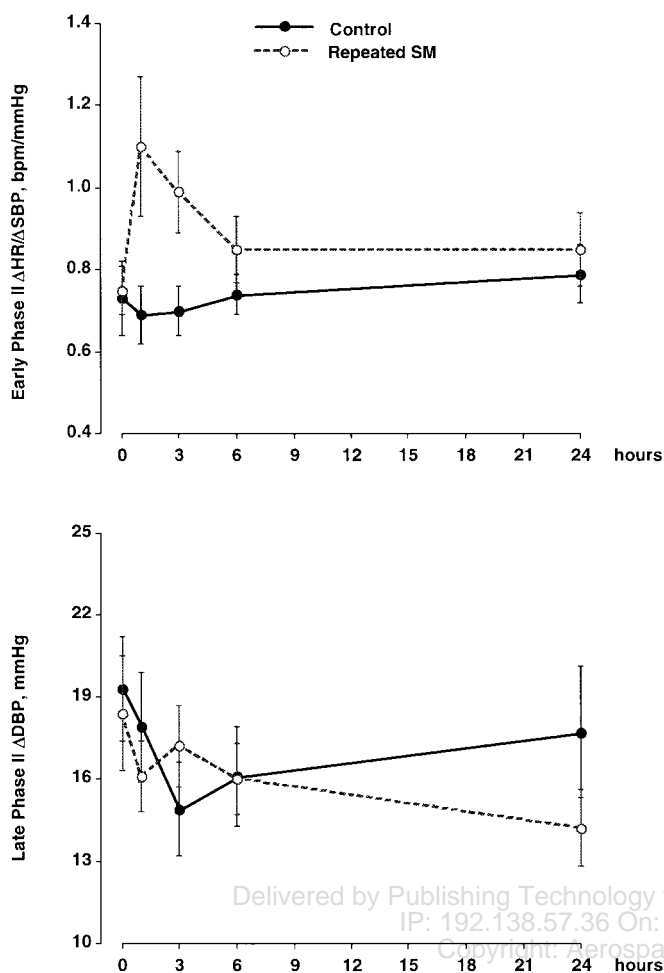 Control
Repeated SM
Early Phase II ΔHR/ΔSBP, bpm/mmHg
1.4
1.2
1.0
0.8
0.6
0.4
0 3 6 9 12 15 18 21 24 hours
Late Phase II ΔDBP, mmHg
25
22
19
16
13
10
0 3 6 9 12 15 18 21 24 hours
Delivered by Publishing Technology
IP: 192.138.57.36 On:
Copyright: Aerospa